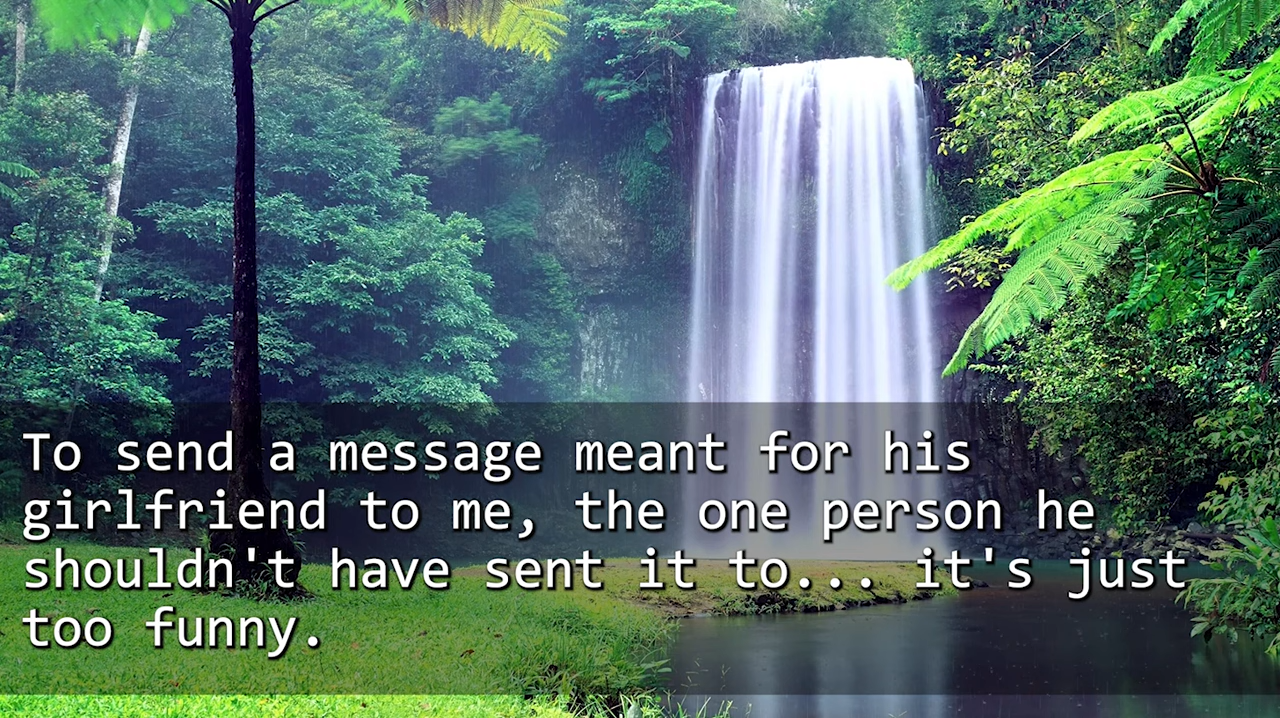 To send a message meant for his
girlfriend to me, the one person he
shouldn't have sent it to... it's just
too funny.